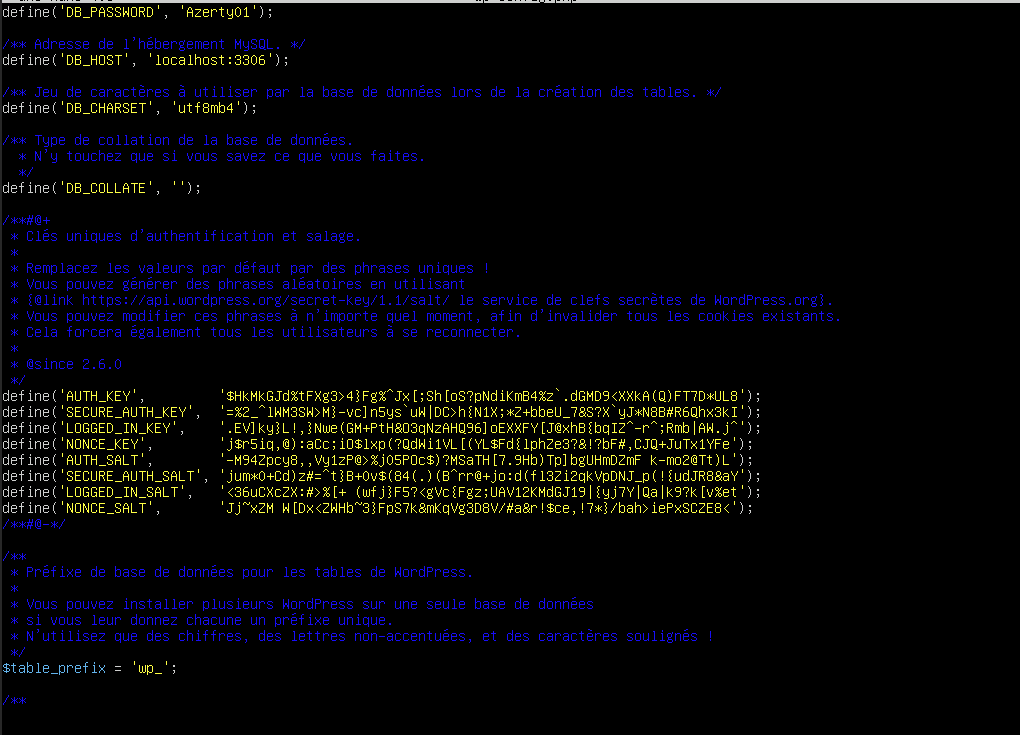 define('DB_PASSWORD', 'Azerty01');
/** Adresse de l'hébergement MySQL. */
define('DB_HOST', 'localhost:3306');
/** Jeu de caractères à utiliser par la base de données lors de la création des tables. */
define('DB_CHARSET', 'utf8mb4');
/** Type de collation de la base de données.
 * N'y touchez que si vous savez ce que vous faites.
 */
define('DB_COLLATE', '');
/**#@+
 * Clés uniques d'authentification et salage.
 *
 * Remplacez les valeurs par défaut par des phrases uniques !
 * Vous pouvez générer des phrases aléatoires en utilisant
 * {@link https://api.wordpress.org/secret-key/1.1/salt/ le service de clefs secrètes de WordPress.org}.
 * Vous pouvez modifier ces phrases à n'importe quel moment, afin d'invalider tous les cookies existants.
 * Cela forcera également tous les utilisateurs à se reconnecter.
 *
 * @since 2.6.0
 */
define('AUTH_KEY',         '$HkMkGJd%tFXg3>4}Fg%^Jx[;Sh[oS?pNdiKmB4%z`.dGMD9<XXkA(Q)FT7D*UL8');
define('SECURE_AUTH_KEY',  '=%2_^lWM3SW>M}-vc]n5ys`uW|DC>h{N1X;*Z+bbeU_7&S?X`yJ*N8B#R6Qhx3kI');
define('LOGGED_IN_KEY',    '.EV]ky}L!,}Nwe(GM+PtH&O3qNzAHQ96]oEXXFY[J@xhB{bqIZ^-r^;Rmb|AW.j^');
define('NONCE_KEY',        'j$r5iq,@):aCc;iO$lxp(?QdWi1VL[(YL$Fd{lphZe3?&!?bF#,CJQ+JuTx1YFe');
define('AUTH_SALT',        '-M94Zpcy8,,Vy1zP@>%jO5POc$)?MSaTH[7.9Hb)Tp]bgUHmDZmF k-mo2@Tt)L');
define('SECURE_AUTH_SALT', 'jum*O+Cd)z#=^t}B+0v$(84(.)(B^rr@+jo:d(fl3Zi2qkVpDNJ_p(!{udJR8&aY');
define('LOGGED_IN_SALT',   '<36uCXcZX:#>%[+ (wfj}F5?<gVc{Fgz;UAV12KMdGJ19|{yj7Y|Qa|k9?k[v%et');
define('NONCE_SALT',       'Jj~xZM W[Dx<ZWHb~3}FpS7k&mKqVg3D8V/#a&r!$ce,!7*}/bah>iePxSCZE8<');
/**#@-*/
/**
 * Préfixe de base de données pour les tables de WordPress.
 *
 * Vous pouvez installer plusieurs WordPress sur une seule base de données
 * si vous leur donnez chacune un préfixe unique.
 * N'utilisez que des chiffres, des lettres non-accentuées, et des caractères soulignés !
 */
$table_prefix = 'wp_';
/**